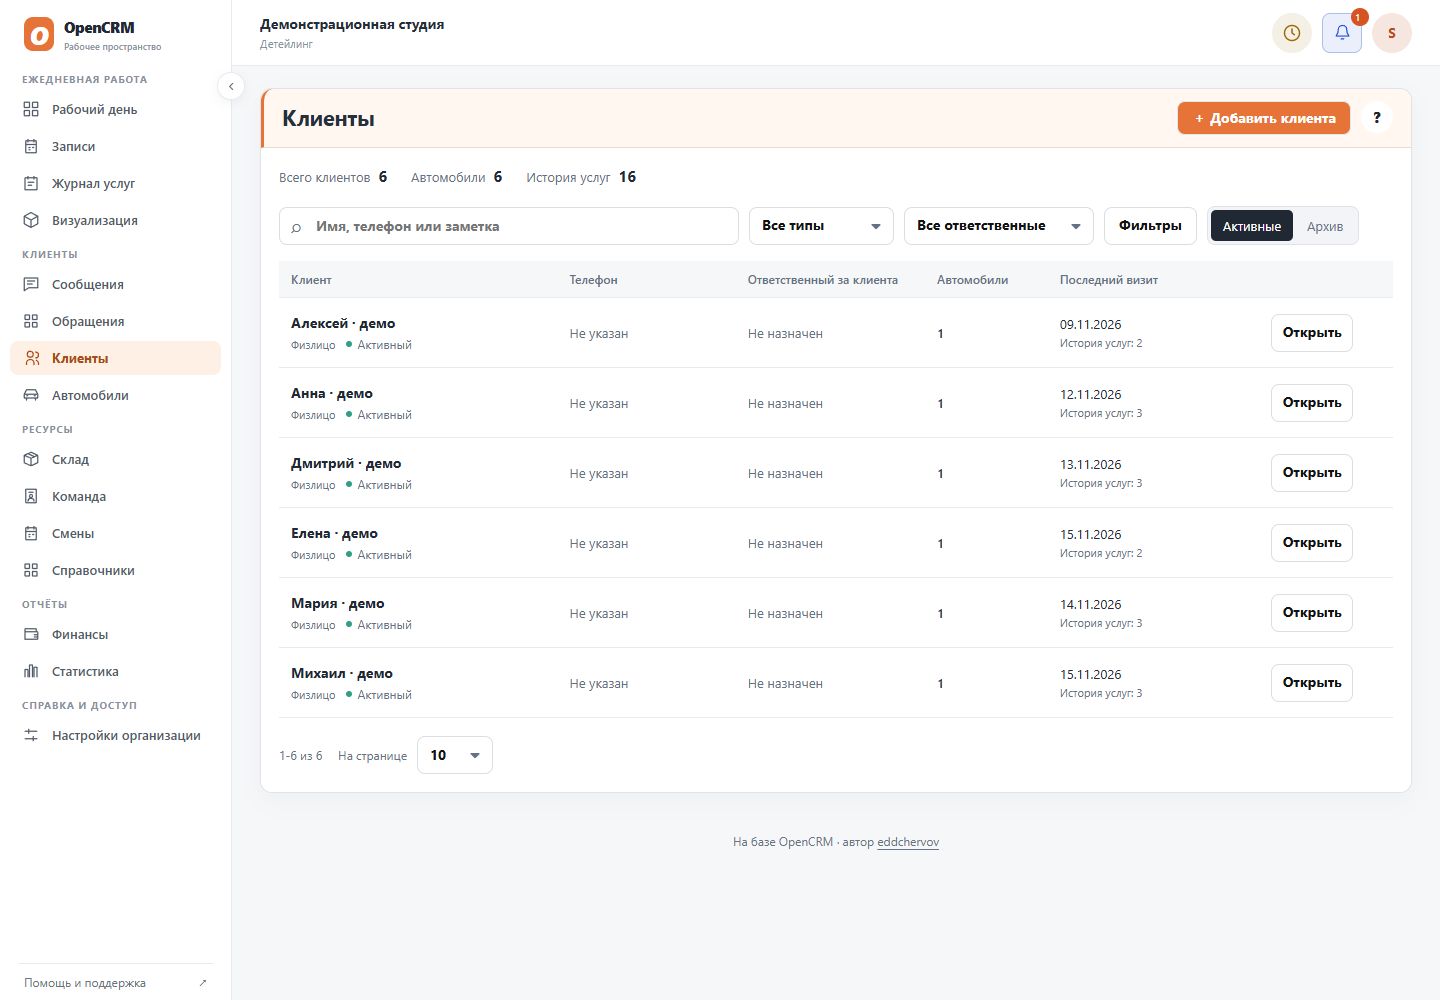 OpenCRM
Рабочее пространство
ЕЖЕДНЕВНАЯ РАБОТА
Рабочий день
Записи
Журнал услуг
Визуализация
КЛИЕНТЫ
Сообщения
Обращения
Клиенты
Автомобили
РЕСУРСЫ
Склад
Команда
Смены
Справочники
ОТЧЁТЫ
Финансы
Статистика
СПРАВКА И ДОСТУП
Настройки организации
Помощь и поддержка ↗
Демонстрационная студия
Детейлинг
1
S
Клиенты
+ Добавить клиента
?
Всего клиентов 6 Автомобили 6 История услуг 16
Имя, телефон или заметка Все типы Все ответственные Фильтры Активные Архив
Клиент Телефон Ответственный за клиента Автомобили Последний визит
Алексей · демо Не указан Не назначен 1 09.11.2026 Открыть
Физлицо Активный История услуг: 2
Анна · демо Не указан Не назначен 1 12.11.2026 Открыть
Физлицо Активный История услуг: 3
Дмитрий · демо Не указан Не назначен 1 13.11.2026 Открыть
Физлицо Активный История услуг: 3
Елена · демо Не указан Не назначен 1 15.11.2026 Открыть
Физлицо Активный История услуг: 2
Мария · демо Не указан Не назначен 1 14.11.2026 Открыть
Физлицо Активный История услуг: 3
Михаил · демо Не указан Не назначен 1 15.11.2026 Открыть
Физлицо Активный История услуг: 3
1-6 из 6 На странице 10
На базе OpenCRM · автор eddchervov